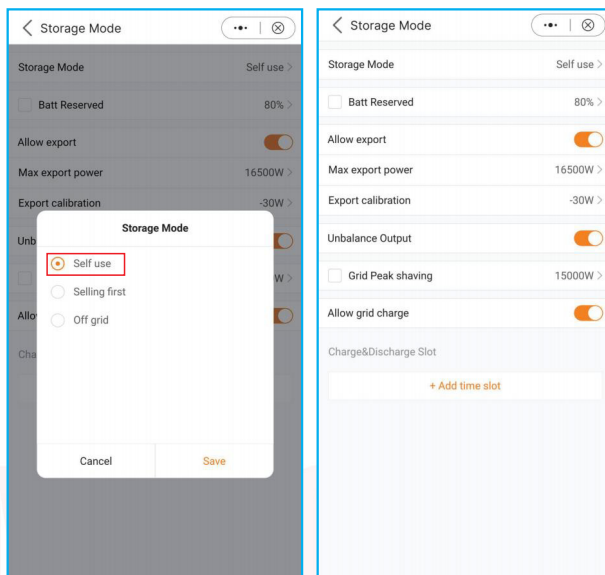 Storage Mode
Storage Mode Self use
Batt Reserved 80%
Allow export
Max export power 16500W
Export calibration -30W
Storage Mode
Unb
Self use
W
Selling first
Allo
Off grid
Cha
Cancel Save
Storage Mode
Storage Mode Self use
Batt Reserved 80%
Allow export
Max export power 16500W
Export calibration -30W
Unbalance Output
Grid Peak shaving 15000W
Allow grid charge
Charge&Discharge Slot
+ Add time slot